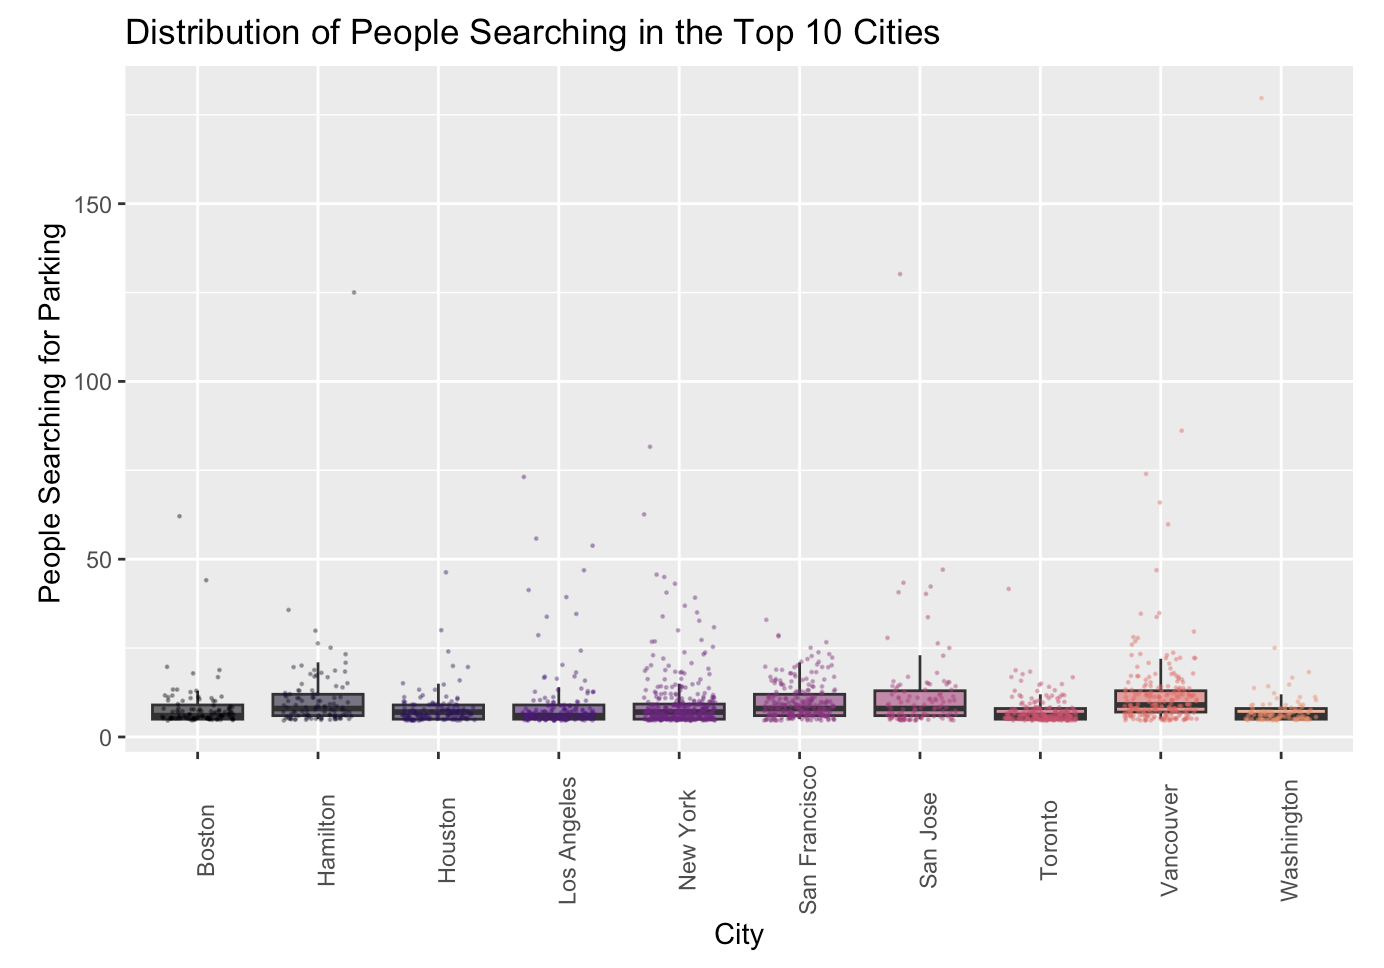 Distribution of People Searching in the Top 10 Cities
People Searching for Parking
150
100
50
0
Boston
Hamilton
Houston
Los Angeles
New York
San Francisco
San Jose
Toronto
Vancouver
Washington
City